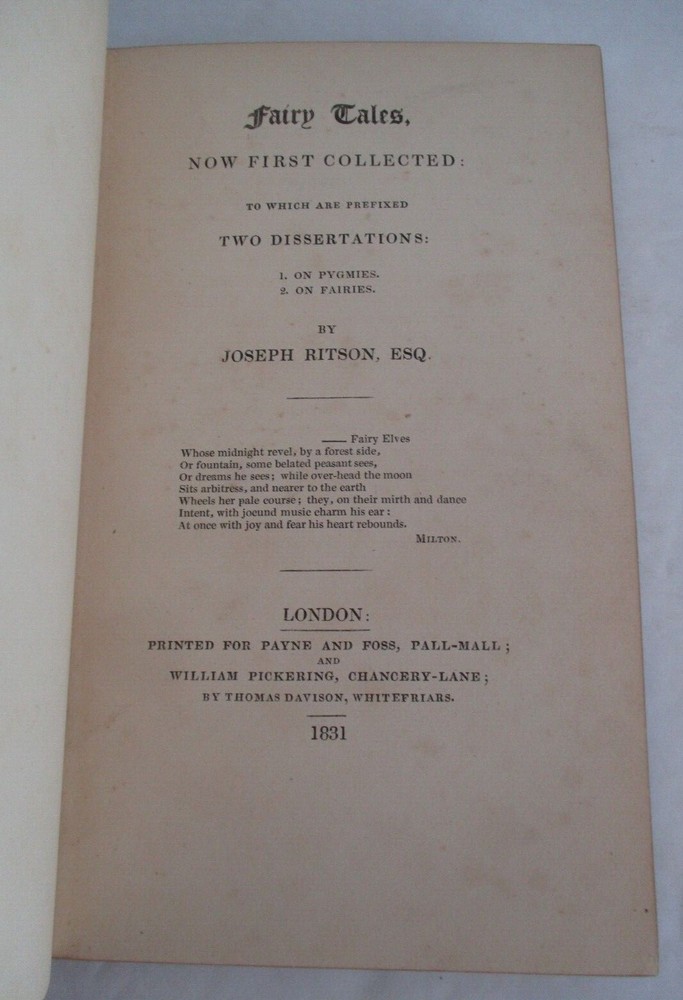 Fairy Tales,
NOW FIRST COLLECTED:
TO WHICH ARE PREFIXED
TWO DISSERTATIONS:
1. ON PYGMIES.
2. ON FAIRIES.
BY
JOSEPH RITSON, ESQ.
—— Fairy Elves
Whose midnight revel, by a forest side,
Or fountain, some belated peasant sees,
Or dreams he sees; while over-head the moon
Sits arbitress, and nearer to the earth
Wheels her pale course; they, on their mirth and dance
Intent, with jocund music charm his ear:
At once with joy and fear his heart rebounds.
MILTON.
LONDON:
PRINTED FOR PAYNE AND FOSS, PALL-MALL;
AND
WILLIAM PICKERING, CHANCERY-LANE;
BY THOMAS DAVISON, WHITEFRIARS.
1831